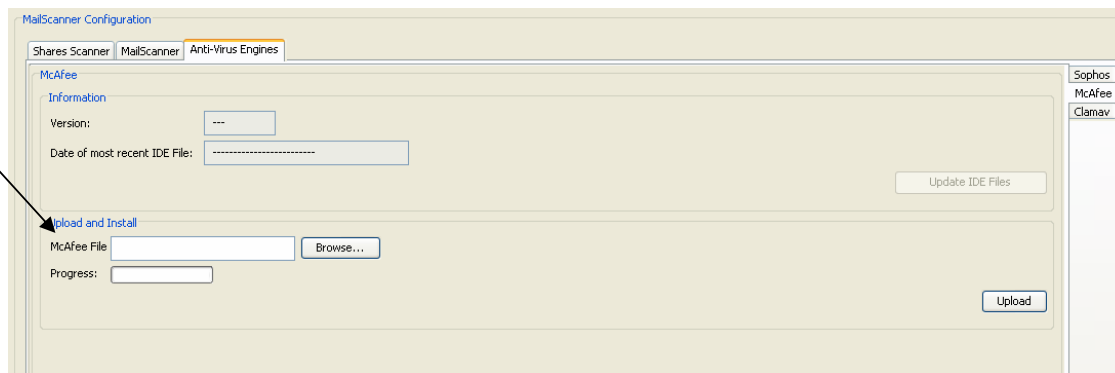 MailScanner Configuration
Shares Scanner MailScanner Anti-Virus Engines
McAfee
Sophos
McAfee
Clamav
Information
Version: ---
Date of most recent IDE File: -------------------------
Update IDE Files
Upload and Install
McAfee File Browse...
Progress:
Upload